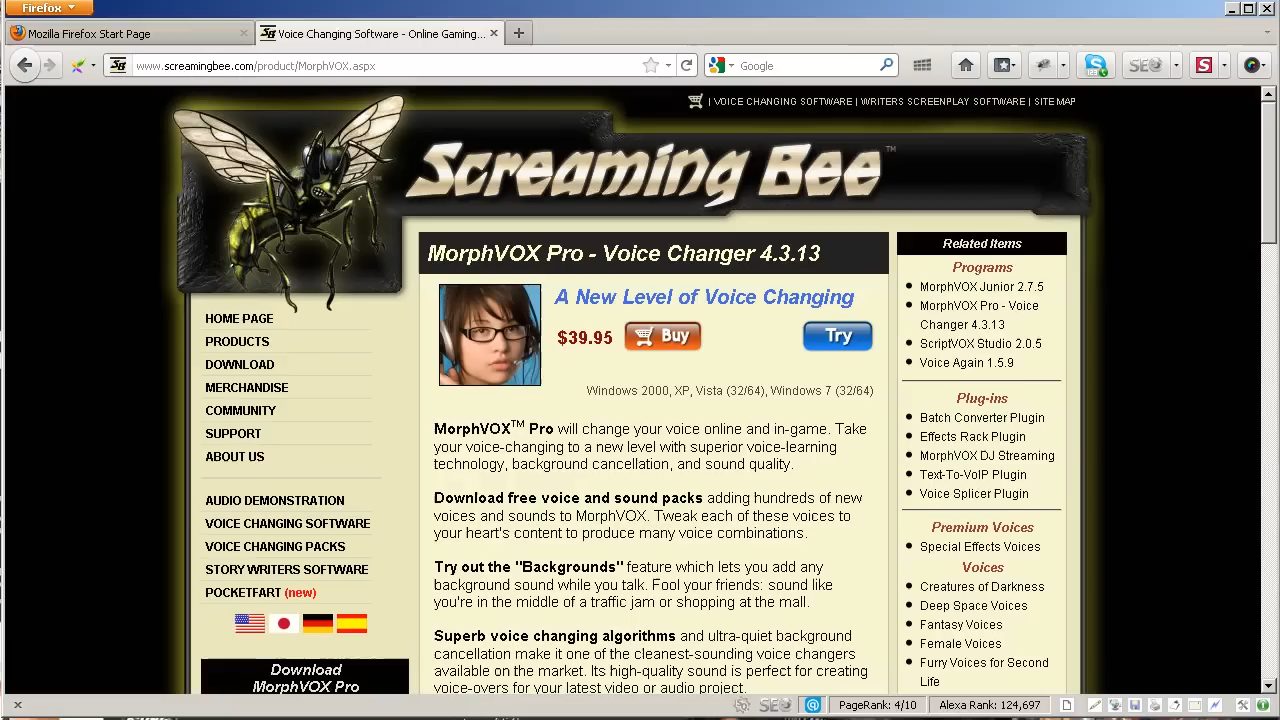 Firefox
Mozilla Firefox Start Page
SB Voice Changing Software - Online Gaming...
SB www.screamingbee.com/product/MorphVOX.aspx
Google
SEO
S
| VOICE CHANGING SOFTWARE | WRITERS SCREENPLAY SOFTWARE | SITE MAP
Screaming Bee™
HOME PAGE
PRODUCTS
DOWNLOAD
MERCHANDISE
COMMUNITY
SUPPORT
ABOUT US
AUDIO DEMONSTRATION
VOICE CHANGING SOFTWARE
VOICE CHANGING PACKS
STORY WRITERS SOFTWARE
POCKETFART (new)
Download
MorphVOX Pro
MorphVOX Pro - Voice Changer 4.3.13
A New Level of Voice Changing
$39.95 Buy Try
Windows 2000, XP, Vista (32/64), Windows 7 (32/64)
MorphVOX™ Pro will change your voice online and in-game. Take
your voice-changing to a new level with superior voice-learning
technology, background cancellation, and sound quality.
Download free voice and sound packs adding hundreds of new
voices and sounds to MorphVOX. Tweak each of these voices to
your heart's content to produce many voice combinations.
Try out the "Backgrounds" feature which lets you add any
background sound while you talk. Fool your friends: sound like
you're in the middle of a traffic jam or shopping at the mall.
Superb voice changing algorithms and ultra-quiet background
cancellation make it one of the cleanest-sounding voice changers
available on the market. Its high-quality sound is perfect for creating
voice-overs for your latest video or audio project.
Related Items
Programs
MorphVOX Junior 2.7.5
MorphVOX Pro - Voice
Changer 4.3.13
ScriptVOX Studio 2.0.5
Voice Again 1.5.9
Plug-ins
Batch Converter Plugin
Effects Rack Plugin
MorphVOX DJ Streaming
Text-To-VoIP Plugin
Voice Splicer Plugin
Premium Voices
Special Effects Voices
Voices
Creatures of Darkness
Deep Space Voices
Fantasy Voices
Female Voices
Furry Voices for Second
Life
SEO
PageRank: 4/10
Alexa Rank: 124,697